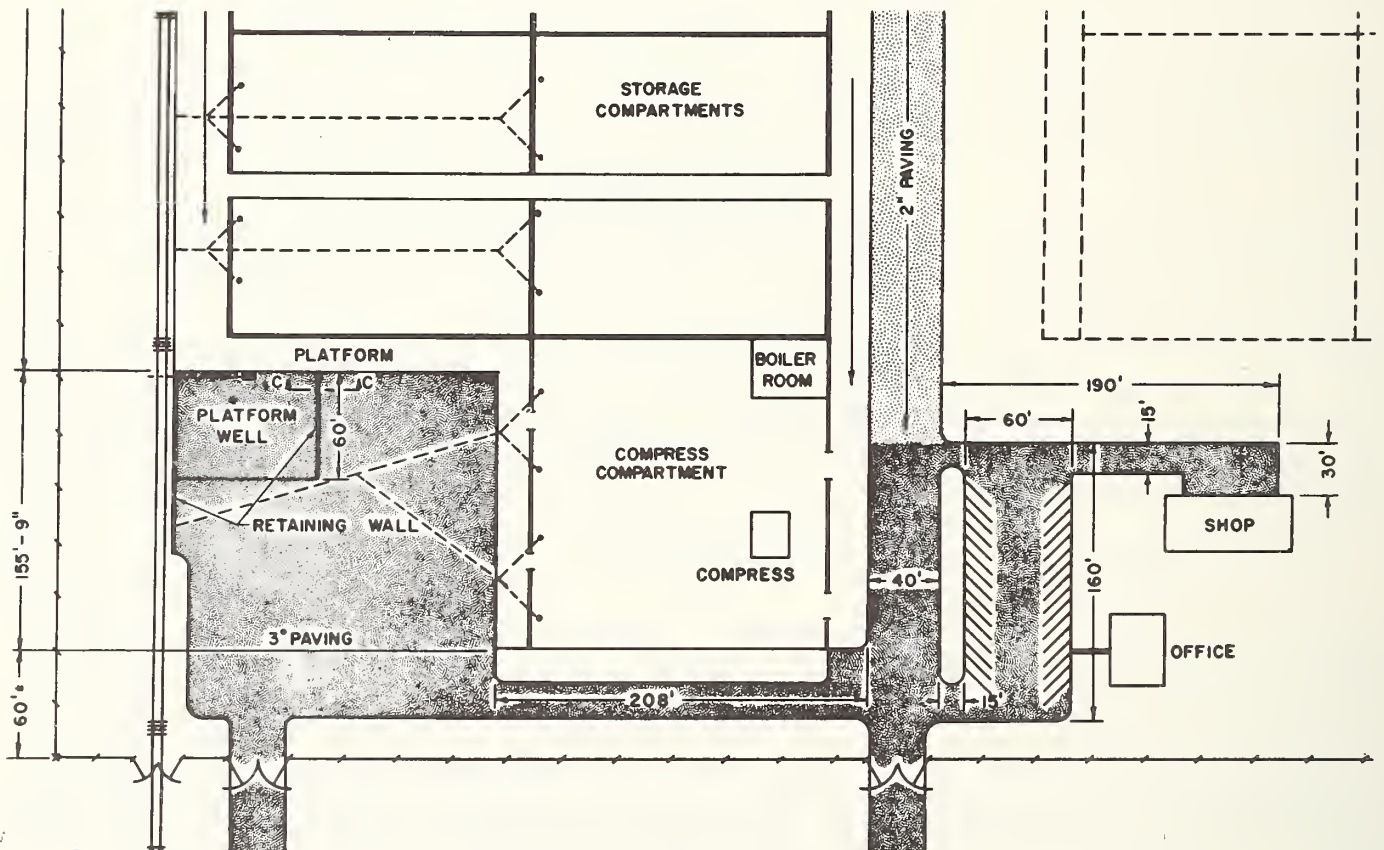 STORAGE
COMPARTMENTS
2" PAVING
PLATFORM
BOILER
ROOM
C C
PLATFORM
WELL
60'
COMPRESS
COMPARTMENT
190'
60'
15'
30'
RETAINING WALL
SHOP
155'-9"
COMPRESS
40'
160'
3" PAVING
OFFICE
60'±
208'
15'